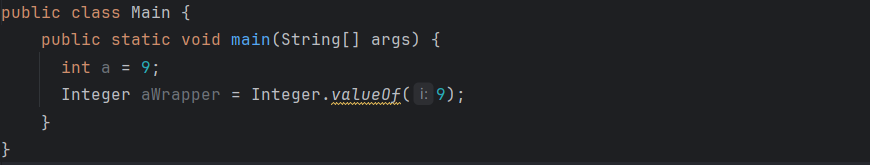 public class Main {
    public static void main(String[] args) {
      int a = 9;
      Integer aWrapper = Integer.valueOf( i: 9);
    }
}